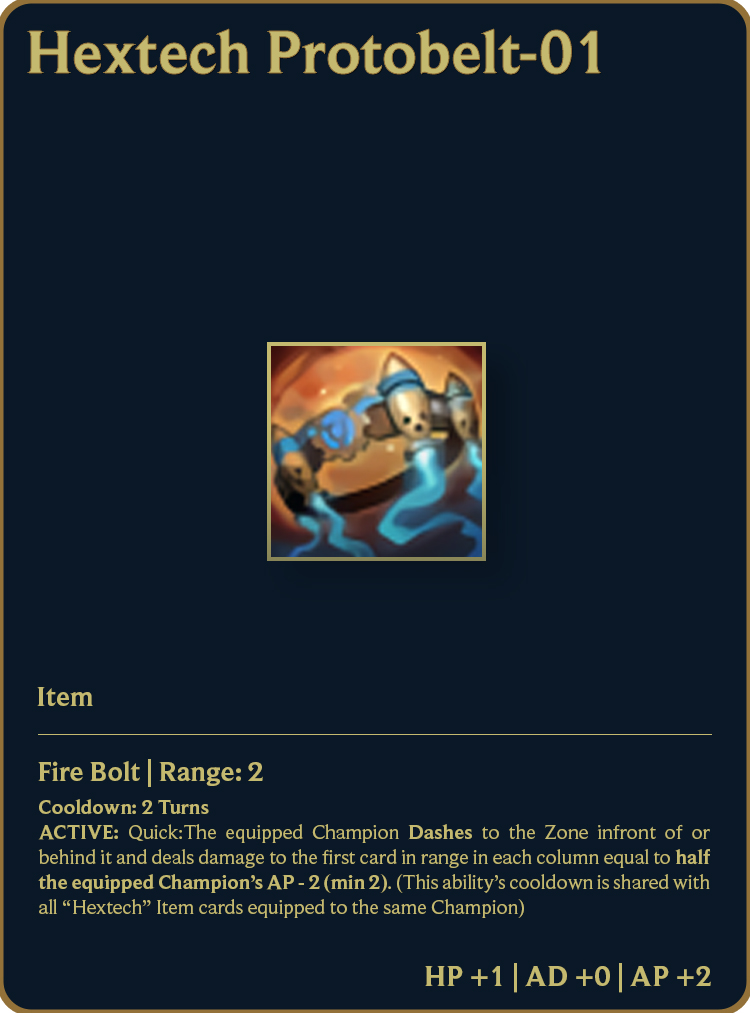 Hextech Protobelt-01
Item
Fire Bolt | Range: 2
Cooldown: 2 Turns
ACTIVE: Quick:The equipped Champion Dashes to the Zone infront of or
behind it and deals damage to the first card in range in each column equal to half
the equipped Champion’s AP - 2 (min 2). (This ability’s cooldown is shared with
all “Hextech” Item cards equipped to the same Champion)
HP +1 | AD +0 | AP +2